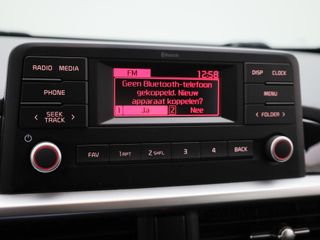 Bluetooth
RADIO MEDIA
FM 12:58
DISP CLOCK
Geen Bluetooth-telefoon
gekoppeld. Nieuw
apparaat koppelen?
PHONE
MENU
1 Ja 2 Nee
< SEEK TRACK >
< FOLDER >
FAV 1 RPT 2 SHFL 3 4 BACK